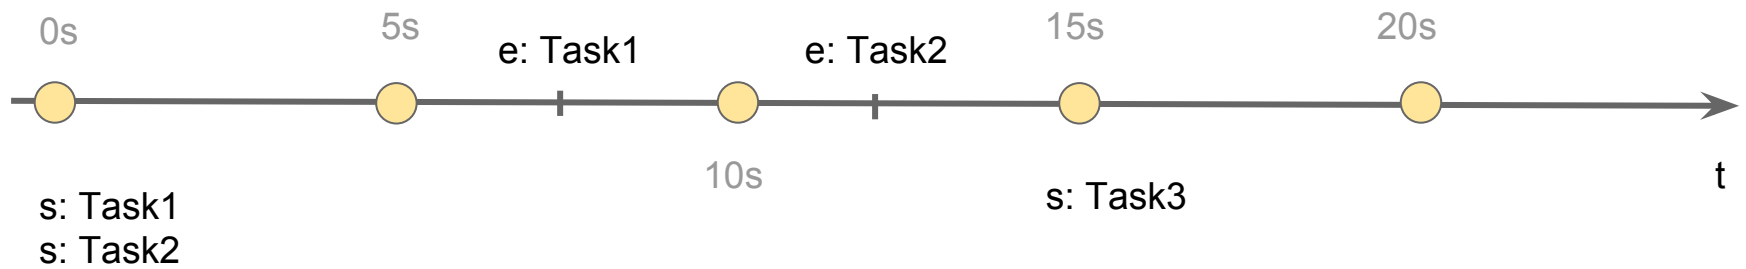 0s
5s
15s
20s
e: Task1
e: Task2
10s
t
s: Task1
s: Task2
s: Task3